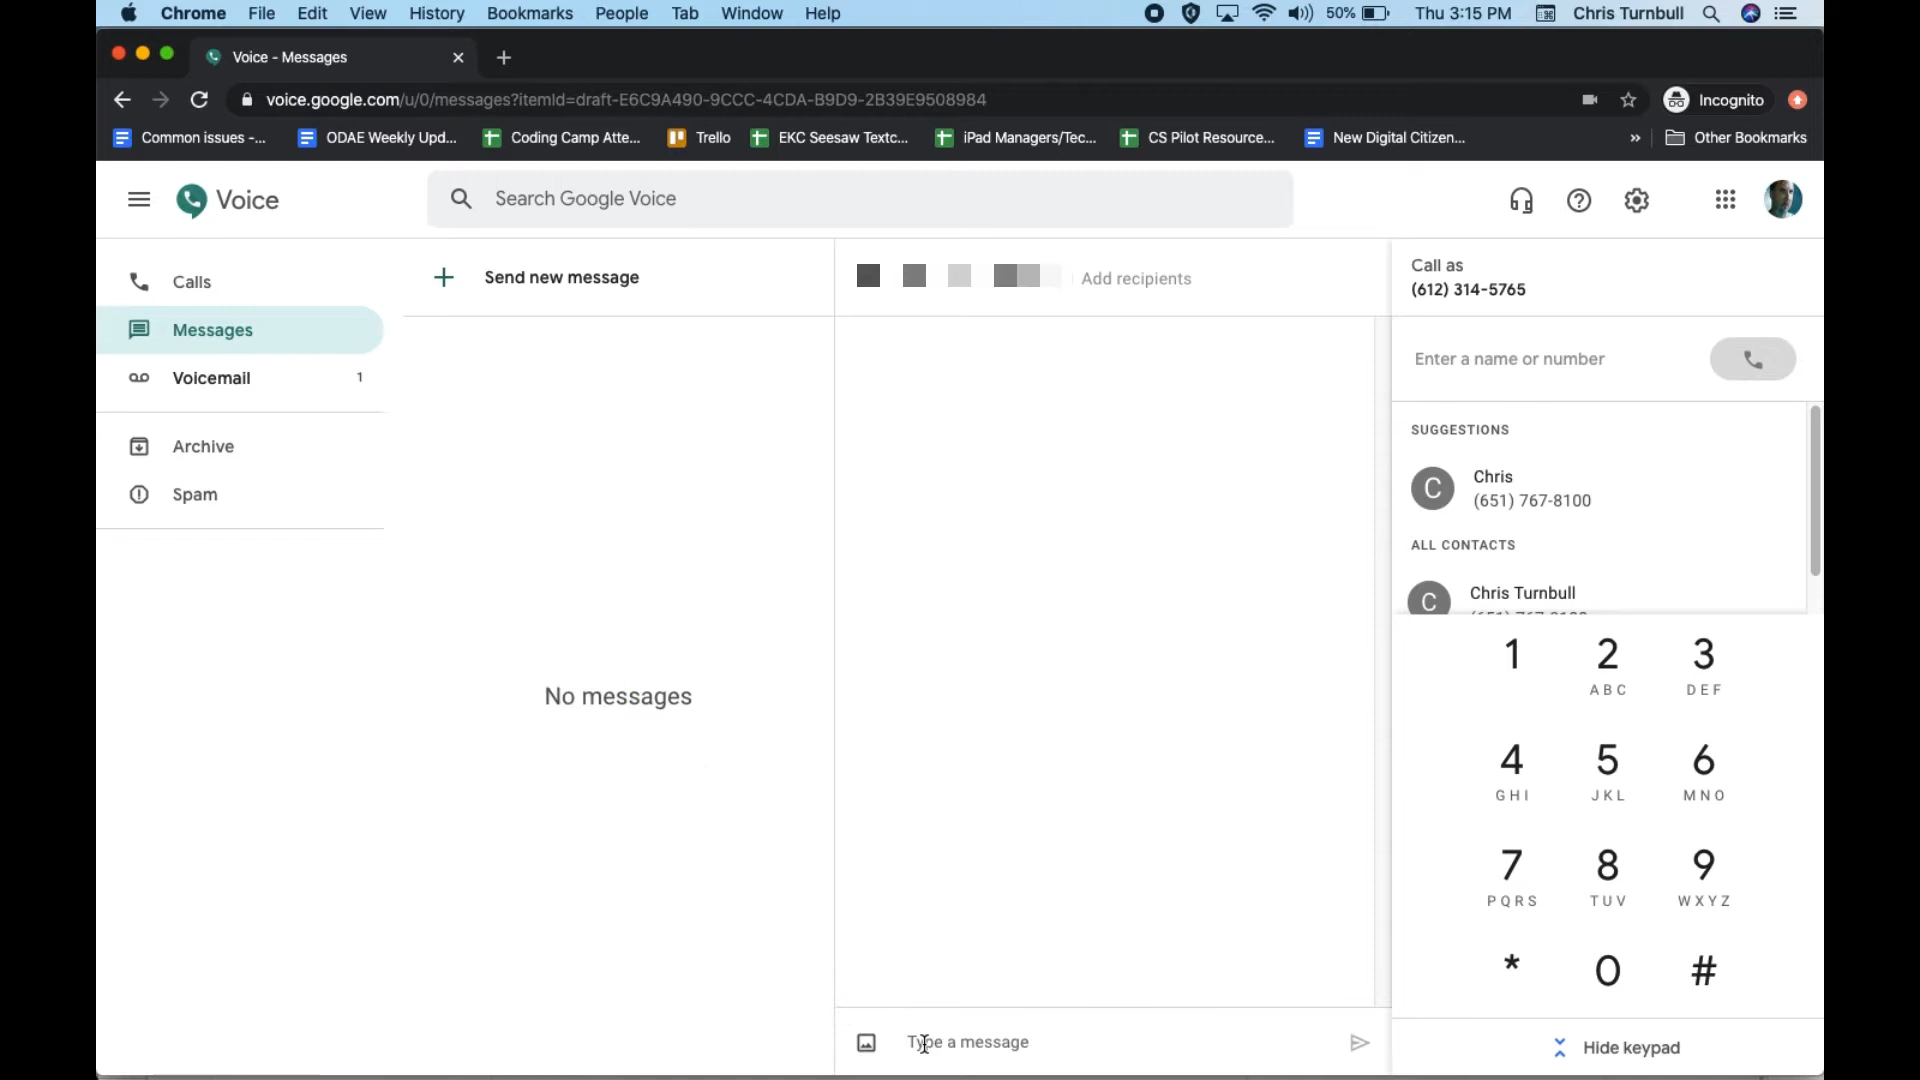 Chrome File Edit View History Bookmarks People Tab Window Help 50% Thu 3:15 PM Chris Turnbull
Voice - Messages
voice.google.com/u/0/messages?itemId=draft-E6C9A490-9CCC-4CDA-B9D9-2B39E9508984 Incognito
Common issues -... ODAE Weekly Upd... Coding Camp Atte... Trello EKC Seesaw Textc... iPad Managers/Tec... CS Pilot Resource... New Digital Citizen... » Other Bookmarks
Voice
Search Google Voice
Calls
Messages
Voicemail 1
Archive
Spam
Send new message
No messages
Add recipients
Type a message
Call as
(612) 314-5765
Enter a name or number
SUGGESTIONS
C
Chris
(651) 767-8100
ALL CONTACTS
C
Chris Turnbull
1 2 3
ABC DEF
4 5 6
GHI JKL MNO
7 8 9
PQRS TUV WXYZ
* 0 #
Hide keypad